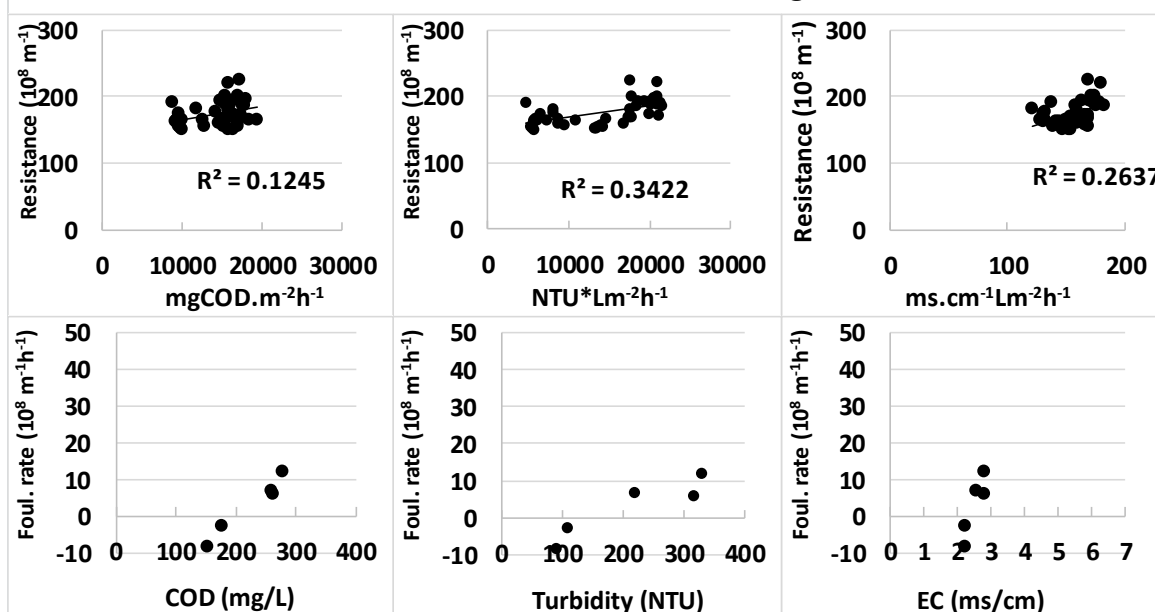 Resistance (10⁸ m⁻¹)
300
200
100
0
R² = 0.1245
0 10000 20000 30000
mgCOD.m⁻²h⁻¹
Resistance (10⁸ m⁻¹)
300
200
100
0
R² = 0.3422
0 10000 20000 30000
NTU*Lm⁻²h⁻¹
Resistance (10⁸ m⁻¹)
300
200
100
0
R² = 0.2637
0 100 200
ms.cm⁻¹Lm⁻²h⁻¹
Foul. rate (10⁸ m⁻¹h⁻¹)
50
40
30
20
10
0
-10
0 100 200 300 400
COD (mg/L)
Foul. rate (10⁸ m⁻¹h⁻¹)
50
40
30
20
10
0
-10
0 100 200 300 400
Turbidity (NTU)
Foul. rate (10⁸ m⁻¹h⁻¹)
50
40
30
20
10
0
-10
0 1 2 3 4 5 6 7
EC (ms/cm)